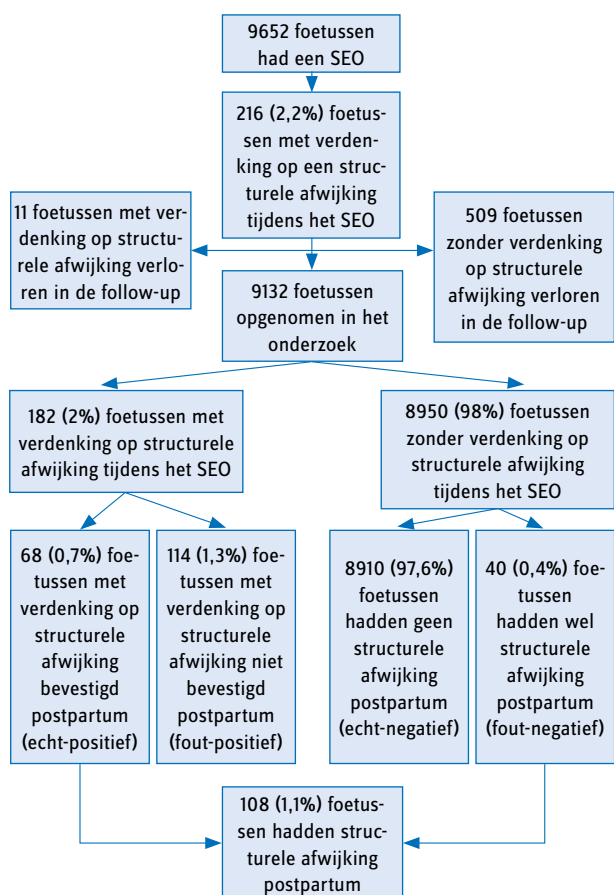 9652 foetussen
had een SEO
216 (2,2%) foetus-
sen met verden-
king op een struc-
turele afwijking
tijdens het SEO
11 foetussen met ver-
denking op structu-
rele afwijking verlo-
ren in de follow-up
509 foetussen
zonder verdenking
op structurele
afwijking verloren
in de follow-up
9132 foetussen
opgenomen in het
onderzoek
182 (2%) foetussen met
verdenking op structurele
afwijking tijdens het SEO
8950 (98%) foetussen
zonder verdenking op
structurele afwijking
tijdens het SEO
68 (0,7%) foe-
tussen met
verdenking op
structurele
afwijking
bevestigd
postpartum
(echt-positief)
114 (1,3%) foe-
tussen met
verdenking op
structurele
afwijking niet
bevestigd
postpartum
(fout-positief)
8910 (97,6%)
foetussen
hadden geen
structurele
afwijking
postpartum
(echt-negatief)
40 (0,4%) foe-
tussen
hadden wel
structurele
afwijking
postpartum
(fout-negatief)
108 (1,1%) foetus-
sen hadden struc-
turele afwijking
postpartum